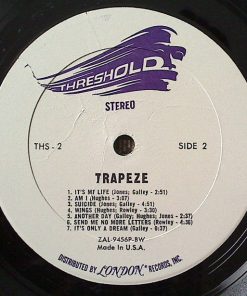 THRESHOLD
STEREO
THS - 2
SIDE 2
TRAPEZE
1. IT'S MY LIFE (Jones; Galley - 2:51)
2. AM I (Hughes - 3:07)
3. SUICIDE (Jones; Galley - 2:54)
4. WINGS (Hughes; Rowley - 3:30)
5. ANOTHER DAY (Galley; Hughes; Jones - 2:37)
6. SEND ME NO MORE LETTERS (Rowley - 4:36)
7. IT'S ONLY A DREAM (Galley - 0:)
ZAL-9456P-BW
Made in U.S.A.
DISTRIBUTED BY LONDON® RECORDS, INC.